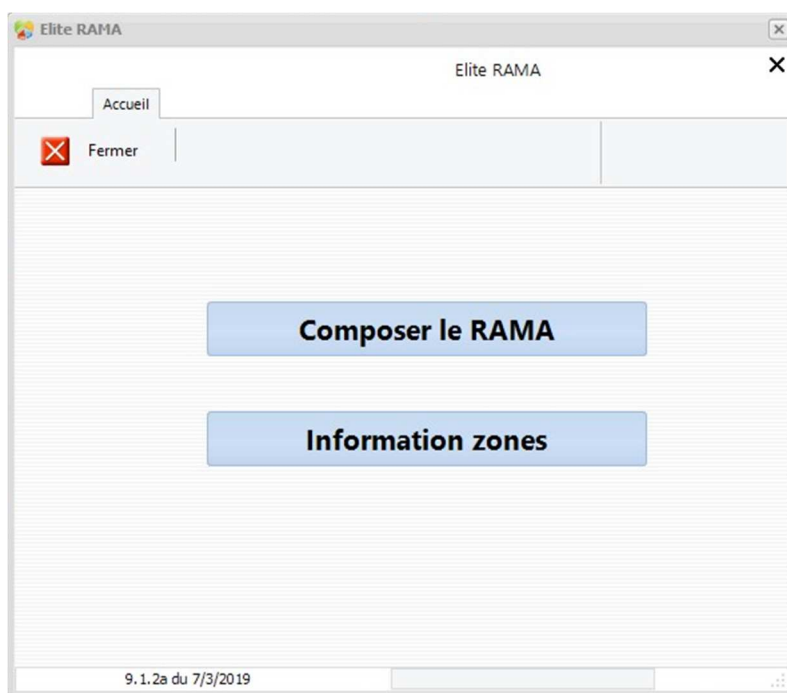 Elite RAMA
Elite RAMA
Accueil
Fermer
Composer le RAMA
Information zones
9.1.2a du 7/3/2019